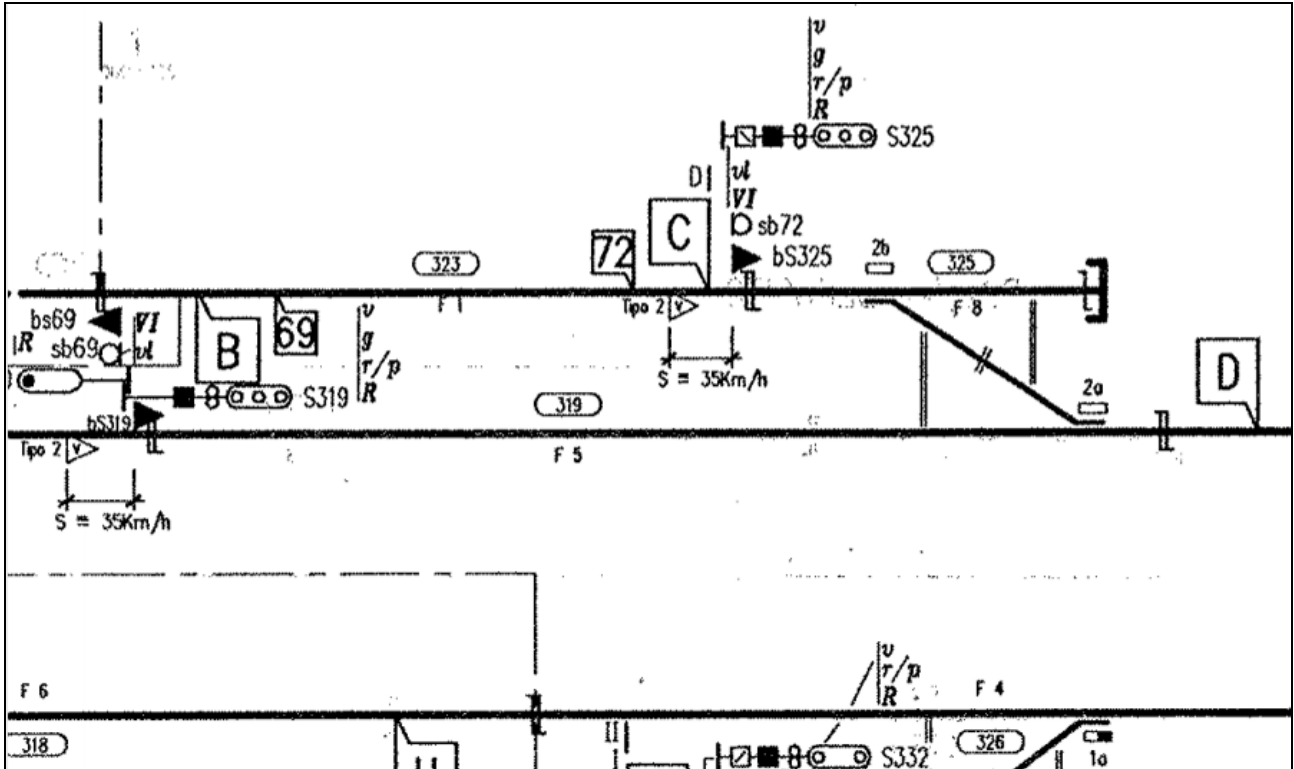 v
g
r/p
R
S325
D
vl
VI
sb72
C
72
bS325
2b
323
325
F 8
Tipo 2
V
S = 35Km/h
bs69
VI
vl
sb69
R
B
69
v
g
r/p
R
S319
bS319
319
2a
D
Tipo 2
V
F 5
S = 35Km/h
v
r/p
R
F 6
F 4
318
II
S332
326
1a